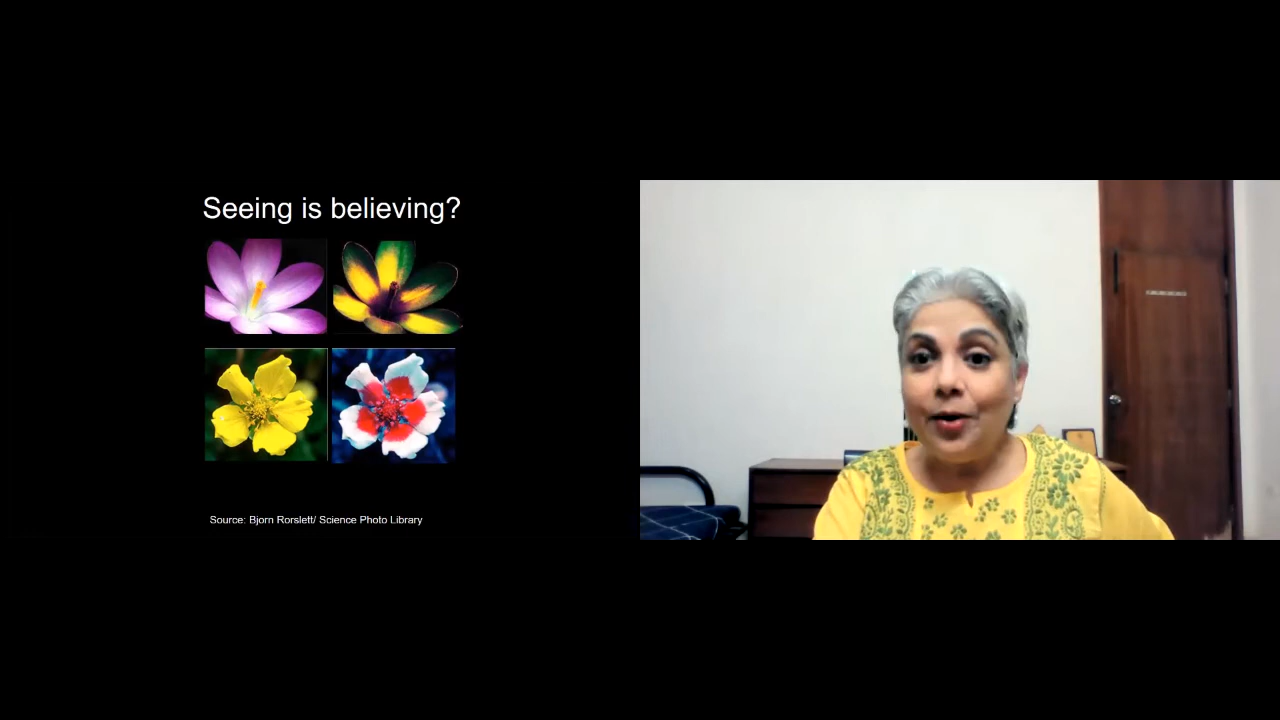 Seeing is believing?
Source: Bjorn Rorslett/ Science Photo Library